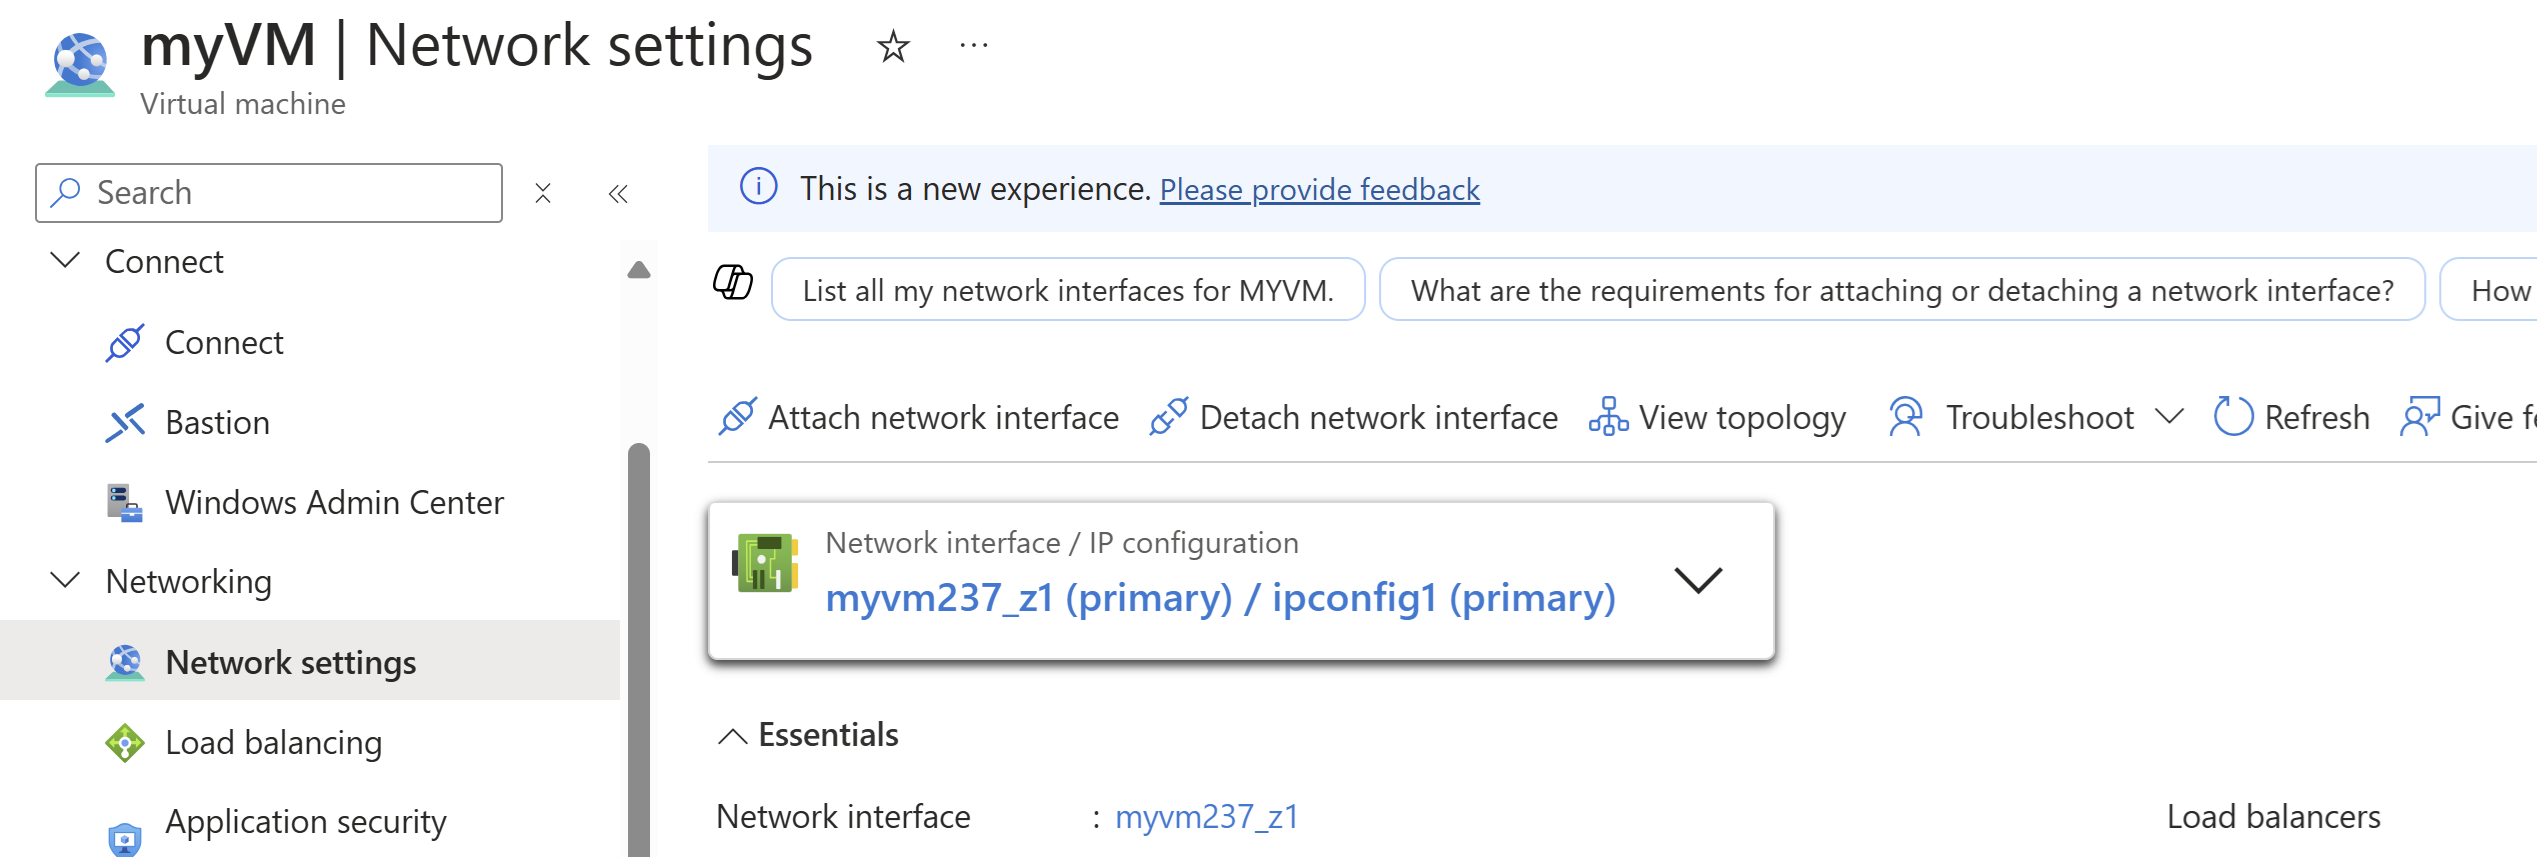 myVM | Network settings
Virtual machine
Search
Connect
Connect
Bastion
Windows Admin Center
Networking
Network settings
Load balancing
Application security
This is a new experience. Please provide feedback
List all my network interfaces for MYVM.
What are the requirements for attaching or detaching a network interface?
How
Attach network interface
Detach network interface
View topology
Troubleshoot
Refresh
Give fe
Network interface / IP configuration
myvm237_z1 (primary) / ipconfig1 (primary)
Essentials
Network interface : myvm237_z1
Load balancers